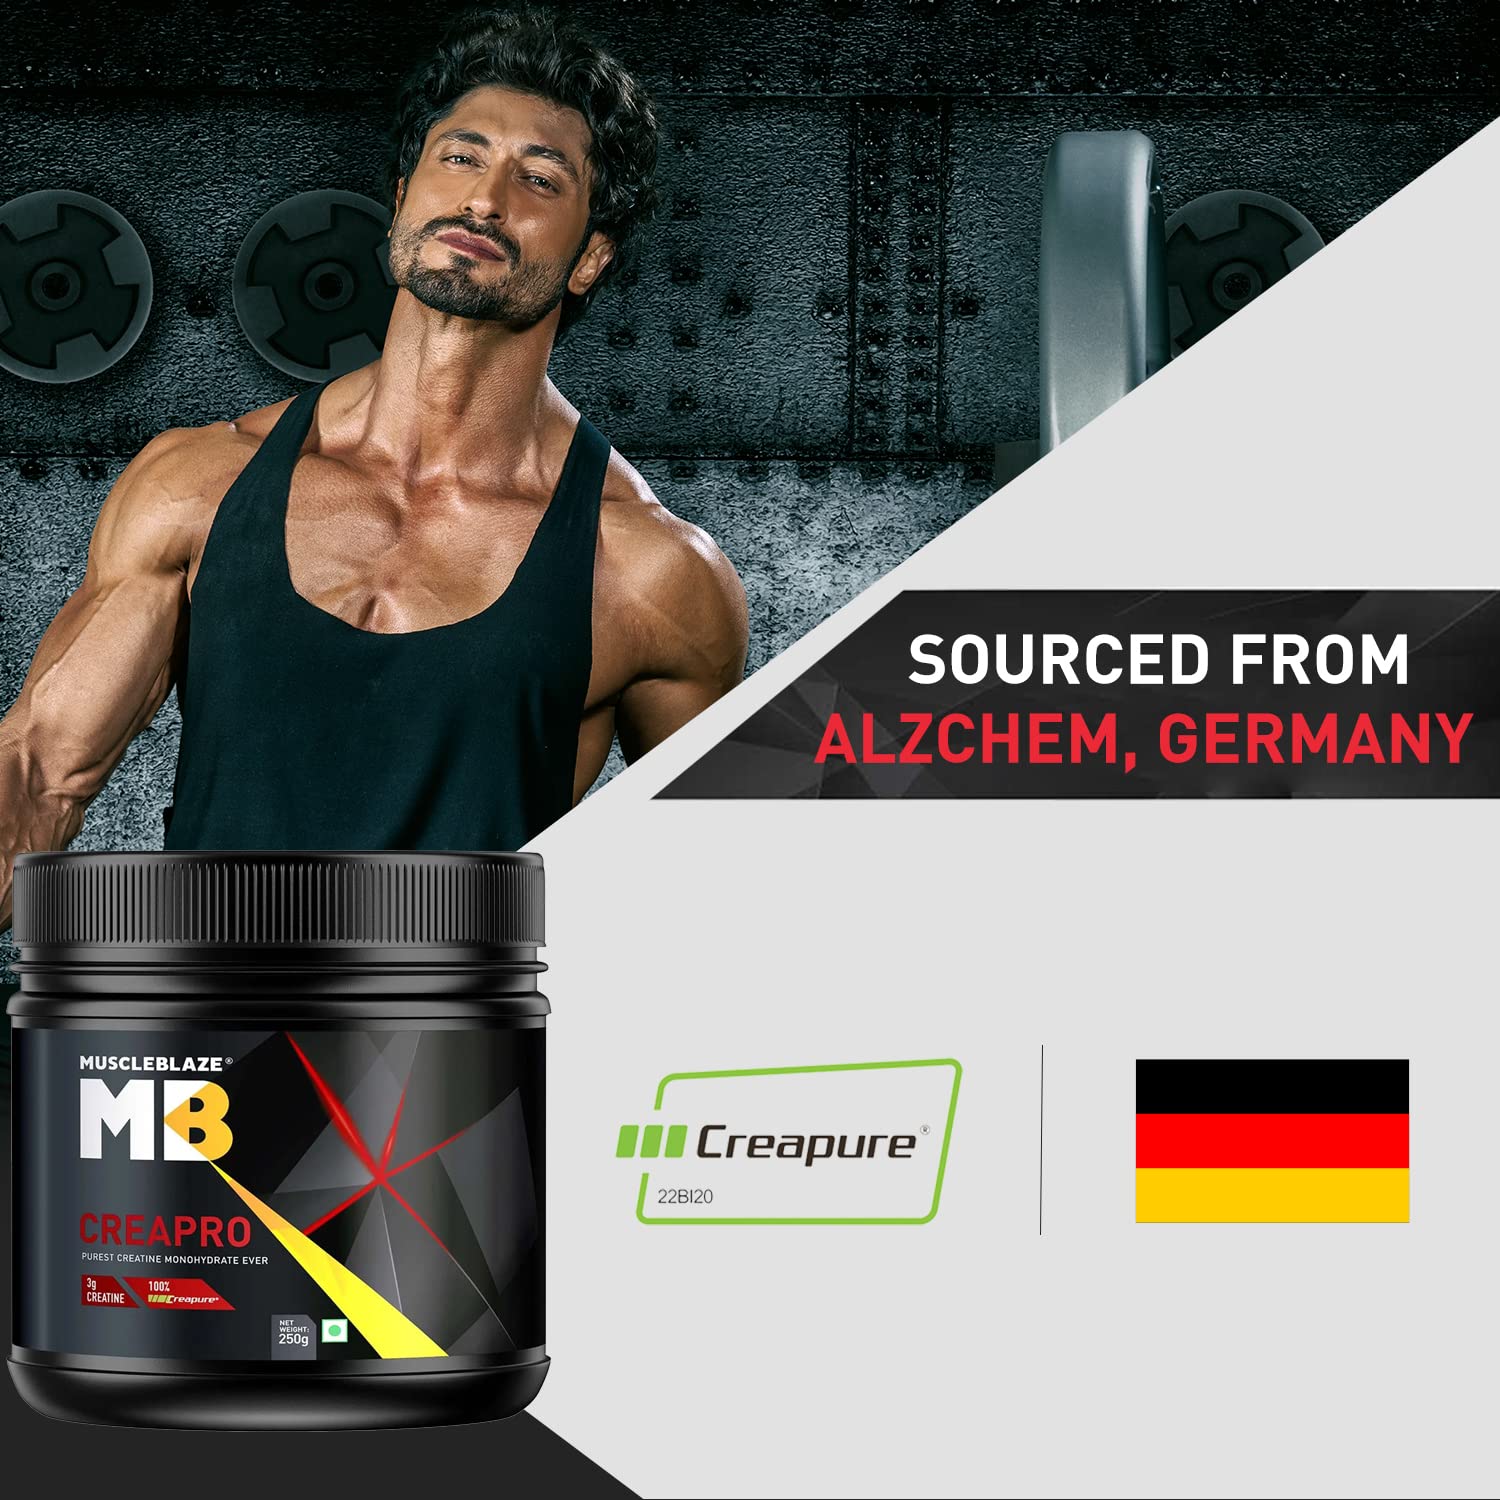 SOURCED FROM
ALZCHEM, GERMANY
MUSCLEBLAZE®
MB
CREAPRO
PUREST CREATINE MONOHYDRATE EVER
3g
CREATINE
100%
Creapure®
NET
WEIGHT:
250g
Creapure®
22BI20